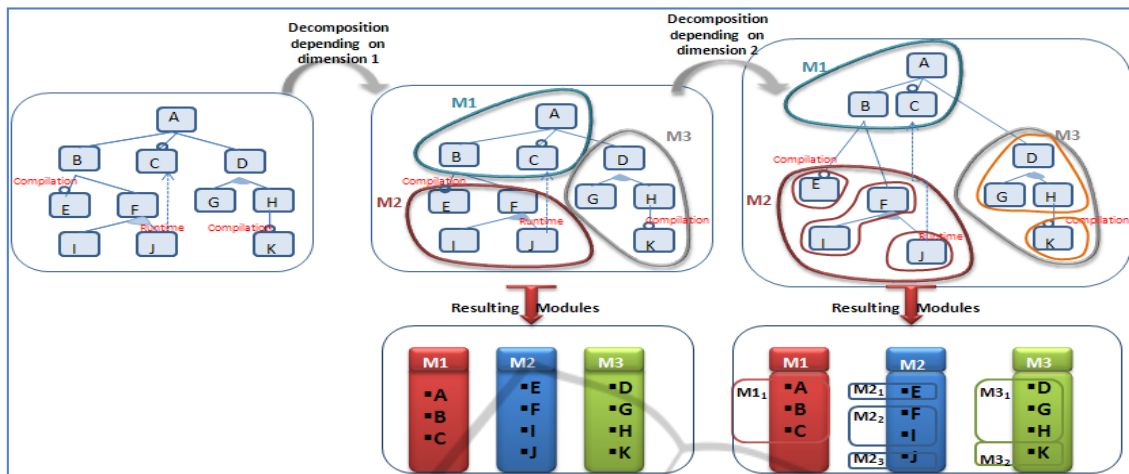 Decomposition
depending on
dimension 1
Decomposition
depending on
dimension 2
A
B
C
D
Compilation
E
F
G
H
Runtime
Compilation
I
J
K
M1
A
B
C
D
M3
Compilation
M2
E
F
G
H
Runtime
Compilation
I
J
K
M1
A
B
C
M3
D
Compilation
E
M2
F
G
H
Compilation
I
Runtime
J
K
Resulting Modules
Resulting Modules
M1
▪A
▪B
▪C
M2
▪E
▪F
▪I
▪J
M3
▪D
▪G
▪H
▪K
M1
M1₁
▪A
▪B
▪C
M2
M2₁
▪E
M2₂
▪F
▪I
M2₃
▪J
M3
M3₁
▪D
▪G
▪H
M3₂
▪K